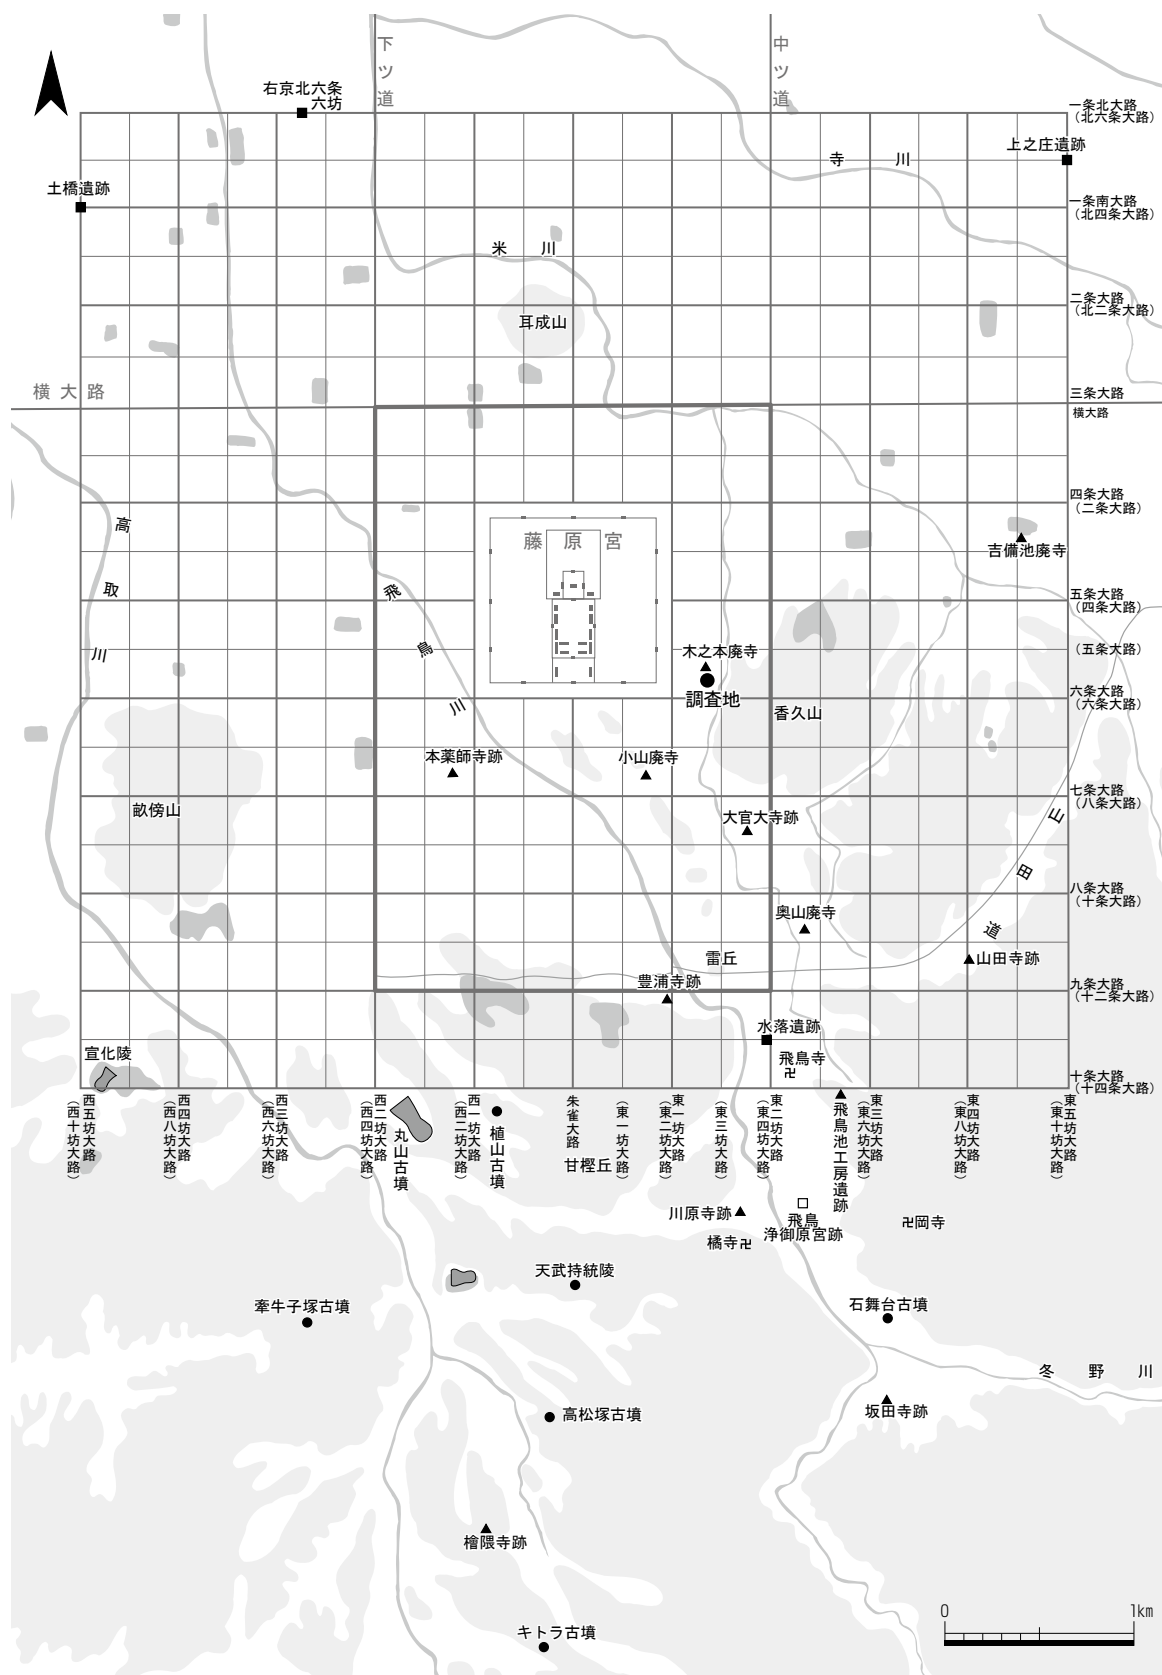 下ツ道
中ツ道
右京北六条
六坊
一条北大路
（北六条大路）
上之庄遺跡
寺川
土橋遺跡
一条南大路
（北四条大路）
米川
二条大路
（北二条大路）
耳成山
横大路
三条大路
横大路
四条大路
（二条大路）
高取川
藤原宮
吉備池廃寺
飛鳥川
五条大路
（四条大路）
木之本廃寺
（五条大路）
調査地
六条大路
（六条大路）
香久山
本薬師寺跡
小山廃寺
七条大路
（八条大路）
畝傍山
大官大寺跡
山田道
八条大路
（十条大路）
奥山廃寺
雷丘
山田寺跡
豊浦寺跡
九条大路
（十二条大路）
水落遺跡
宣化陵
飛鳥寺
卍
十条大路
（十四条大路）
西五坊大路
（西十坊大路）
西四坊大路
（西八坊大路）
西三坊大路
（西六坊大路）
西二坊大路
（西四坊大路）
丸山古墳
西一坊大路
（西二坊大路）
植山古墳
朱雀大路
甘樫丘
（東一坊大路）
東一坊大路
（東二坊大路）
（東三坊大路）
東二坊大路
（東四坊大路）
飛鳥池工房遺跡
東三坊大路
（東六坊大路）
東四坊大路
（東八坊大路）
東五坊大路
（東十坊大路）
川原寺跡
飛鳥
浄御原宮跡
卍岡寺
橘寺卍
天武持統陵
牽牛子塚古墳
石舞台古墳
冬野川
高松塚古墳
坂田寺跡
檜隈寺跡
キトラ古墳
0 1km